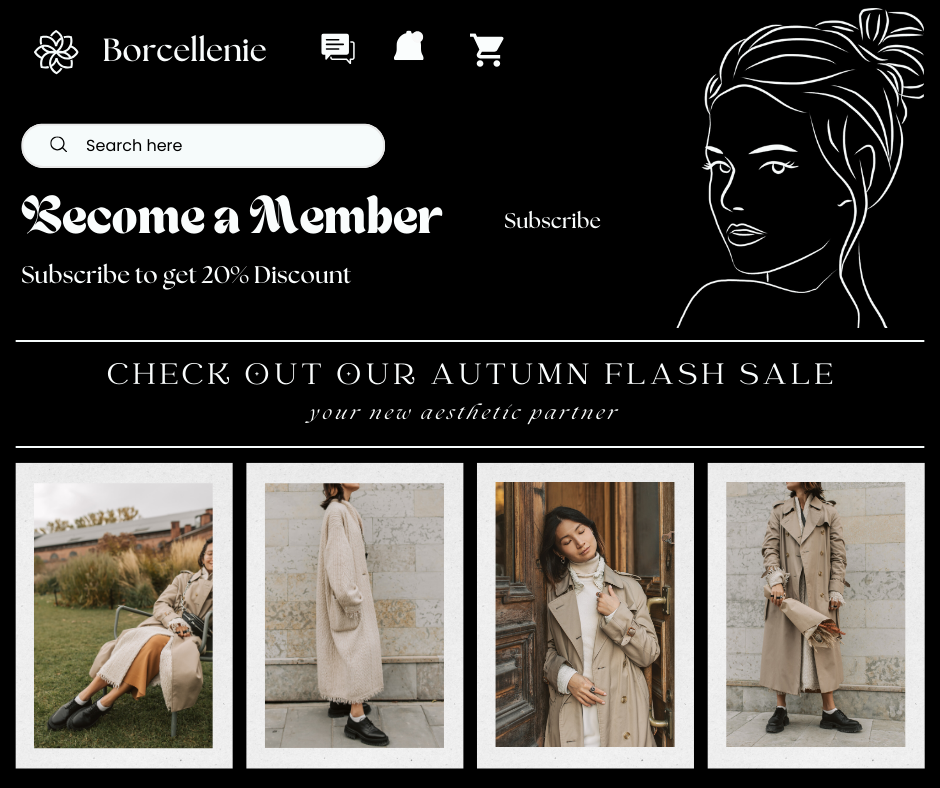 Borcellenie
Search here
Become a Member
Subscribe
Subscribe to get 20% Discount
CHECK OUT OUR AUTUMN FLASH SALE
your new aesthetic partner